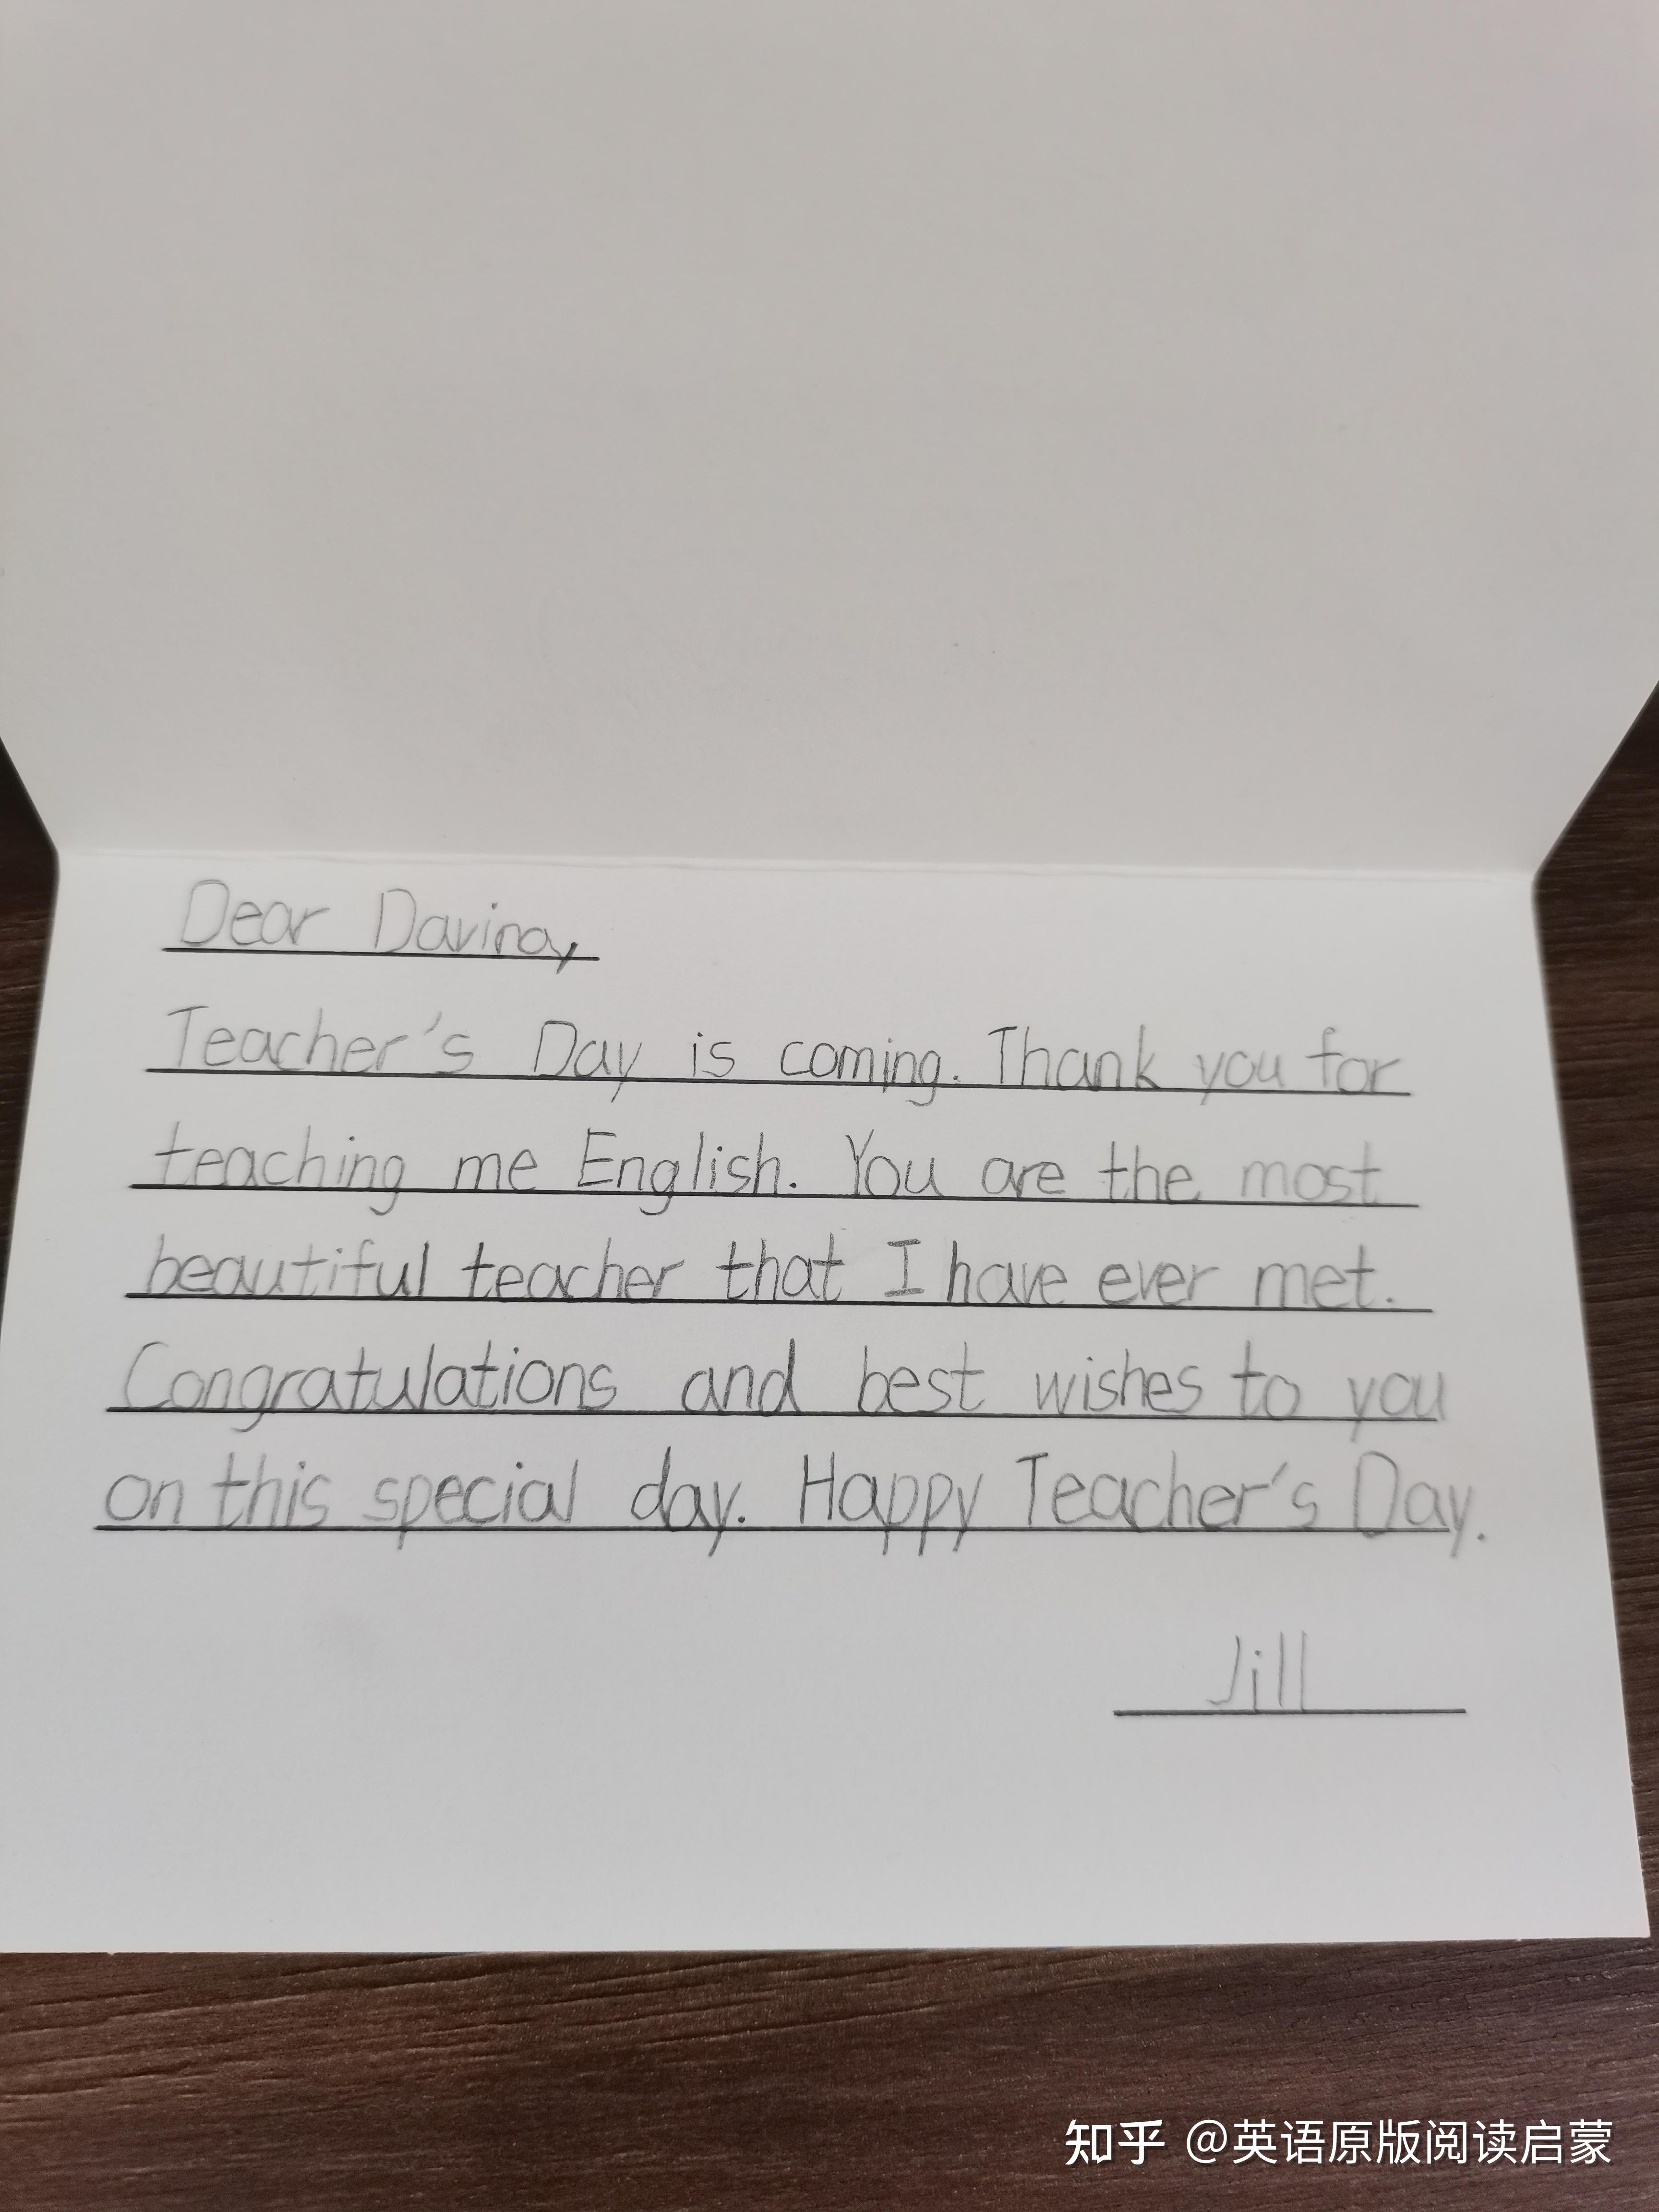 Dear Davina,
Teacher's Day is coming. Thank you for
teaching me English. You are the most
beautiful teacher that I have ever met.
Congratulations and best wishes to you
on this special day. Happy Teacher's Day.
Jill
知乎 @英语原版阅读启蒙